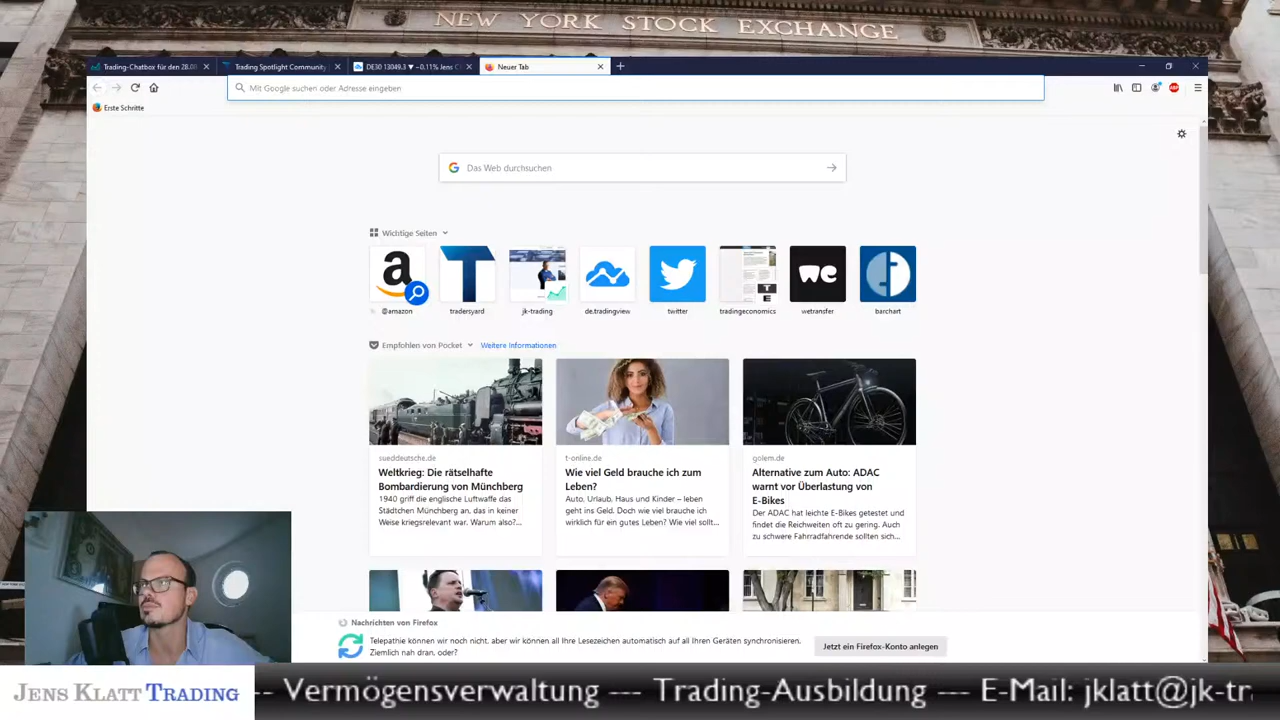 NEW YORK STOCK EXCHANGE
Trading-Chatbox für den 28.08
Trading Spotlight Community
DE30 13049.3 ▼ −0.11% Jens C
Neuer Tab
Mit Google suchen oder Adresse eingeben
ABP
Erste Schritte
Das Web durchsuchen
Wichtige Seiten
@amazon
tradersyard
jk-trading
de.tradingview
twitter
tradingeconomics
wetransfer
barchart
Empfohlen von Pocket
Weitere Informationen
sueddeutsche.de
Weltkrieg: Die rätselhafte
Bombardierung von Münchberg
1940 griff die englische Luftwaffe das
Städtchen Münchberg an, das in keiner
Weise kriegsrelevant war. Warum also?...
t-online.de
Wie viel Geld brauche ich zum
Leben?
Auto, Urlaub, Haus und Kinder – leben
geht ins Geld. Doch wie viel brauche ich
wirklich für ein gutes Leben? Wie viel sollt...
golem.de
Alternative zum Auto: ADAC
warnt vor Überlastung von
E-Bikes
Der ADAC hat leichte E-Bikes getestet und
findet die Reichweiten oft zu gering. Auch
zu schwere Fahrradfahrende sollten sich...
Nachrichten von Firefox
Telepathie können wir noch nicht, aber wir können all Ihre Lesezeichen automatisch auf all Ihren Geräten synchronisieren.
Ziemlich nah dran, oder?
Jetzt ein Firefox-Konto anlegen
JENS KLATT TRADING
-- Vermögensverwaltung --- Trading-Ausbildung --- E-Mail: jklatt@jk-tr